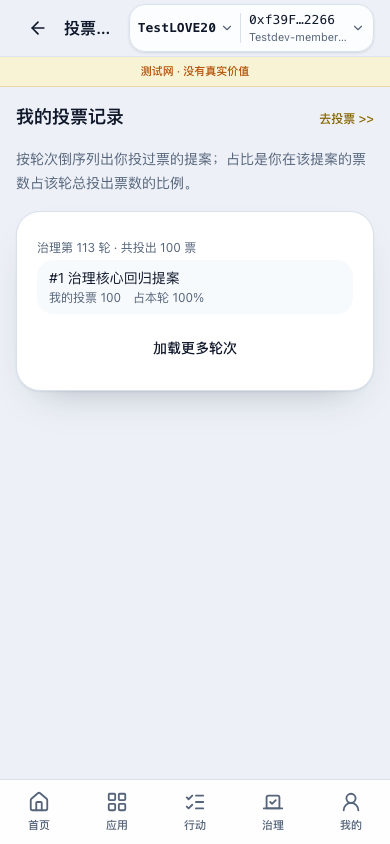 投票...
TestLOVE20
0xf39F…2266
Testdev-member...
测试网 · 没有真实价值
我的投票记录
去投票 >>
按轮次倒序列出你投过票的提案；占比是你在该提案的票
数占该轮总投出票数的比例。
治理第 113 轮 · 共投出 100 票
#1 治理核心回归提案
我的投票 100 占本轮 100%
加载更多轮次
首页
应用
行动
治理
我的